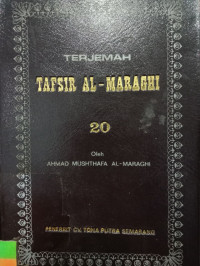 TERJEMAH
TAFSIR AL-MARAGHI
20
Oleh
AHMAD MUSHTHAFA AL-MARAGHI
PENERBIT CV. TOHA PUTRA SEMARANG